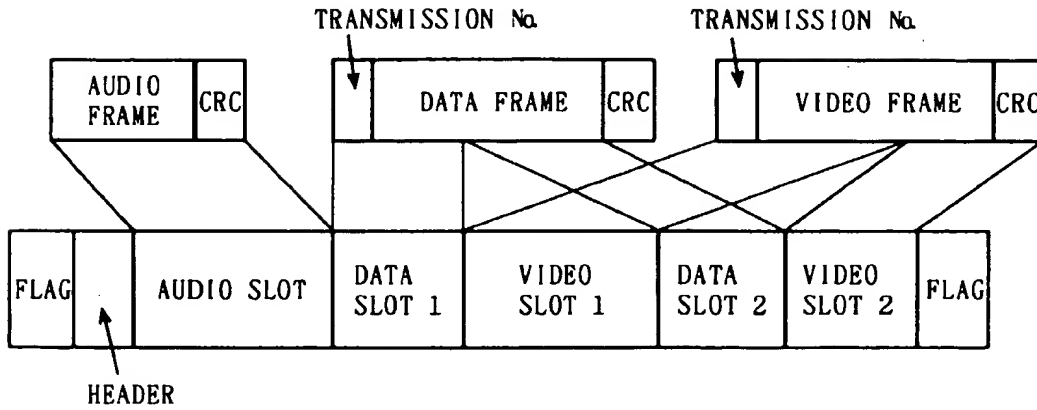 TRANSMISSION No.
TRANSMISSION No.
AUDIO
FRAME
CRC
DATA FRAME
CRC
VIDEO FRAME
CRC
FLAG
AUDIO SLOT
DATA
SLOT 1
VIDEO
SLOT 1
DATA
SLOT 2
VIDEO
SLOT 2
FLAG
HEADER